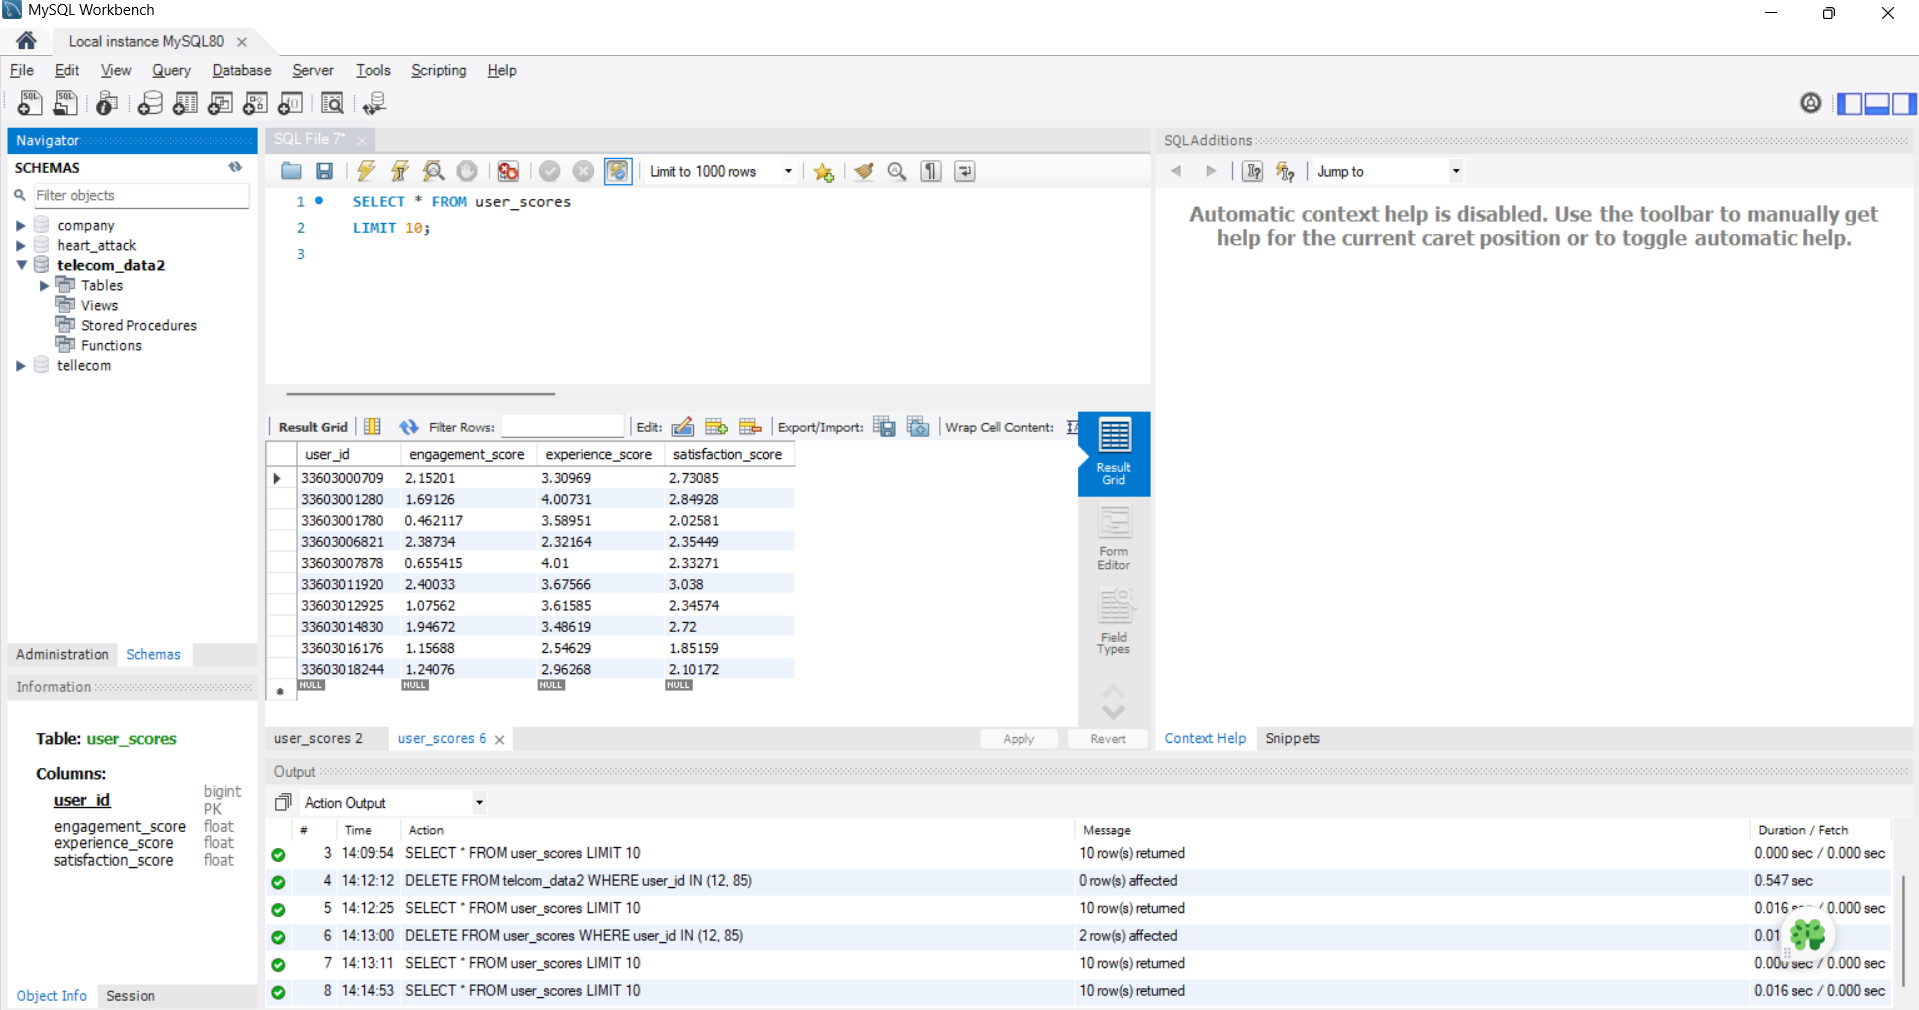 MySQL Workbench
Local instance MySQL80
File Edit View Query Database Server Tools Scripting Help
Navigator
SCHEMAS
Filter objects
company
heart_attack
telecom_data2
Tables
Views
Stored Procedures
Functions
tellecom
Administration Schemas
Information
Table: user_scores
Columns:
user_id bigint PK
engagement_score float
experience_score float
satisfaction_score float
Object Info Session
SQL File 7*
Limit to 1000 rows
1 SELECT * FROM user_scores
2 LIMIT 10;
3
Result Grid Filter Rows: Edit: Export/Import: Wrap Cell Content:
user_id engagement_score experience_score satisfaction_score
33603000709 2.15201 3.30969 2.73085
33603001280 1.69126 4.00731 2.84928
33603001780 0.462117 3.58951 2.02581
33603006821 2.38734 2.32164 2.35449
33603007878 0.655415 4.01 2.33271
33603011920 2.40033 3.67566 3.038
33603012925 1.07562 3.61585 2.34574
33603014830 1.94672 3.48619 2.72
33603016176 1.15688 2.54629 1.85159
33603018244 1.24076 2.96268 2.10172
NULL NULL NULL NULL
Result Grid
Form Editor
Field Types
user_scores 2 user_scores 6 Apply Revert
SQLAdditions
Jump to
Automatic context help is disabled. Use the toolbar to manually get
help for the current caret position or to toggle automatic help.
Context Help Snippets
Output
Action Output
# Time Action Message Duration / Fetch
3 14:09:54 SELECT * FROM user_scores LIMIT 10 10 row(s) returned 0.000 sec / 0.000 sec
4 14:12:12 DELETE FROM telcom_data2 WHERE user_id IN (12, 85) 0 row(s) affected 0.547 sec
5 14:12:25 SELECT * FROM user_scores LIMIT 10 10 row(s) returned 0.016 / 0.000 sec
6 14:13:00 DELETE FROM user_scores WHERE user_id IN (12, 85) 2 row(s) affected 0.01
7 14:13:11 SELECT * FROM user_scores LIMIT 10 10 row(s) returned 0.000 sec / 0.000 sec
8 14:14:53 SELECT * FROM user_scores LIMIT 10 10 row(s) returned 0.016 sec / 0.000 sec